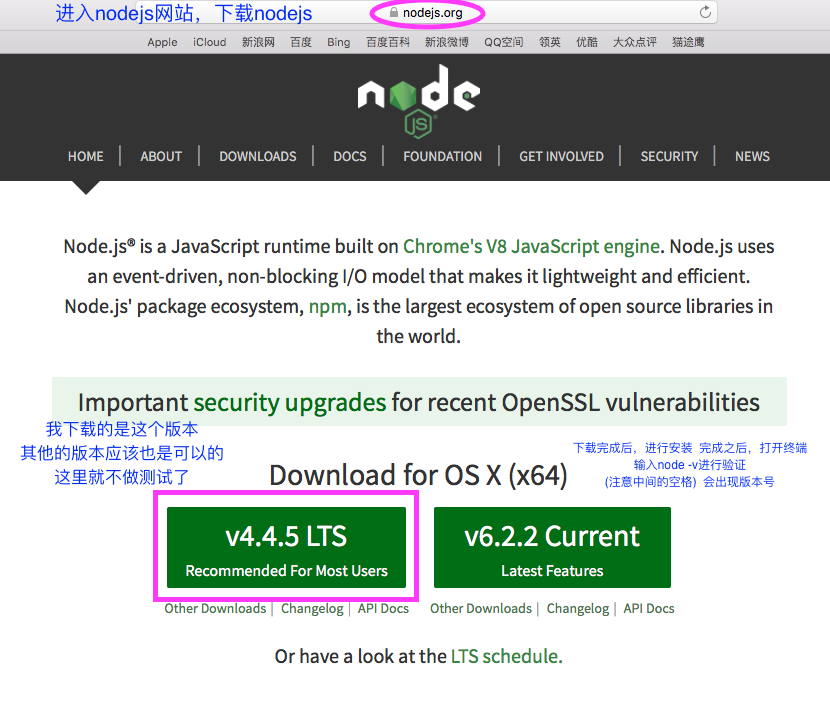 进入nodejs网站，下载nodejs
nodejs.org
Apple iCloud 新浪网 百度 Bing 百度百科 新浪微博 QQ空间 领英 优酷 大众点评 猫途鹰
node
JS
HOME ABOUT DOWNLOADS DOCS FOUNDATION GET INVOLVED SECURITY NEWS
Node.js® is a JavaScript runtime built on Chrome's V8 JavaScript engine. Node.js uses
an event-driven, non-blocking I/O model that makes it lightweight and efficient.
Node.js' package ecosystem, npm, is the largest ecosystem of open source libraries in
the world.
Important security upgrades for recent OpenSSL vulnerabilities
我下载的是这个版本
其他的版本应该也是可以的
这里就不做测试了
下载完成后，进行安装 完成之后，打开终端
输入node -v进行验证
(注意中间的空格) 会出现版本号
Download for OS X (x64)
v4.4.5 LTS
Recommended For Most Users
v6.2.2 Current
Latest Features
Other Downloads | Changelog | API Docs
Other Downloads | Changelog | API Docs
Or have a look at the LTS schedule.